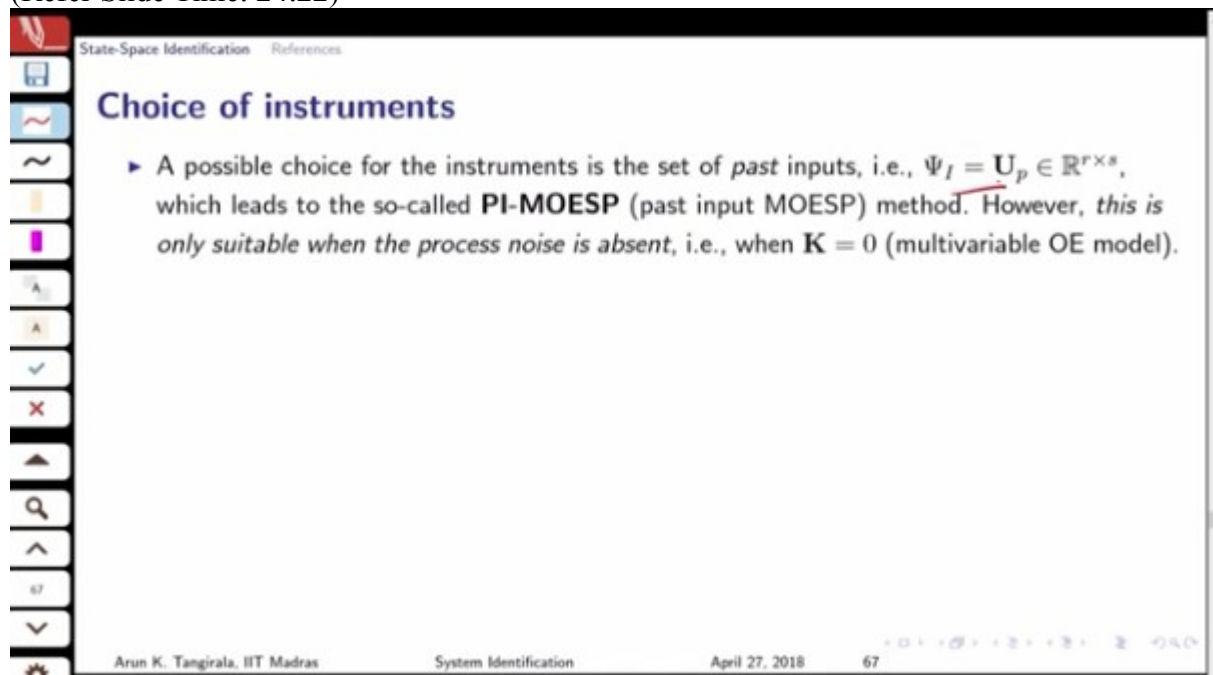 State-Space Identification References
Choice of instruments
▶ A possible choice for the instruments is the set of past inputs, i.e., Ψ_I = U_p ∈ ℝ^{r×s},
which leads to the so-called PI-MOESP (past input MOESP) method. However, this is
only suitable when the process noise is absent, i.e., when K = 0 (multivariable OE model).
A
A
67
Arun K. Tangirala, IIT Madras System Identification April 27, 2018 67